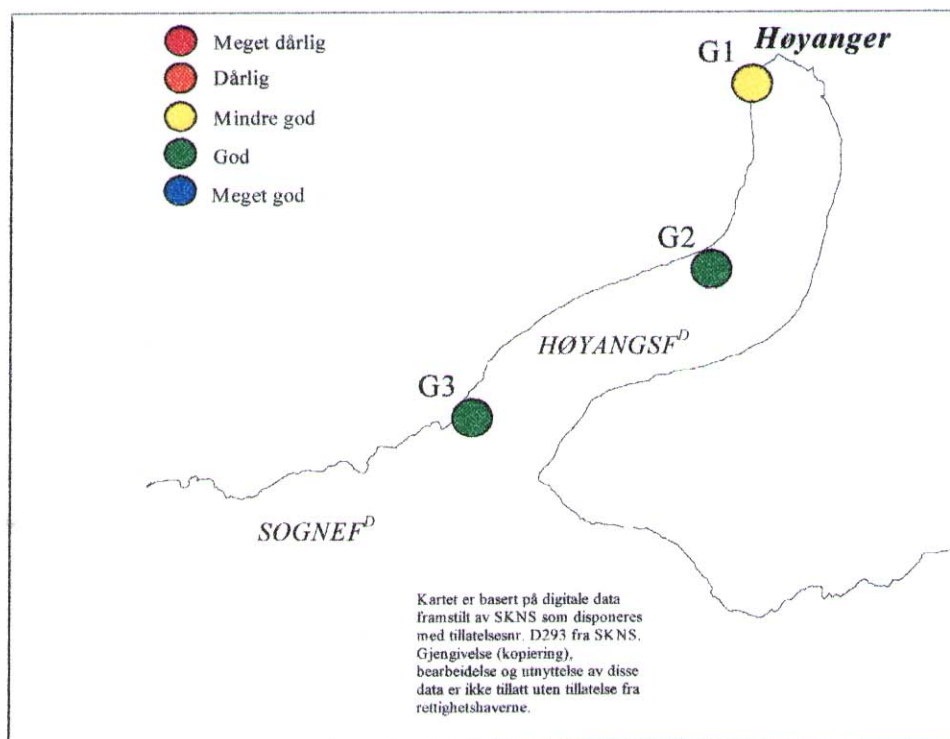 Meget dårlig
Dårlig
Mindre god
God
Meget god
Høyanger
G1
G2
HØYANGSFᴰ
G3
SOGNEFᴰ
Kartet er basert på digitale data
framstilt av SKNS som disponeres
med tillatelsesnr. D293 fra SKNS.
Gjengivelse (kopiering),
bearbeidelse og utnyttelse av disse
data er ikke tillatt uten tillatelse fra
rettighetshaverne.